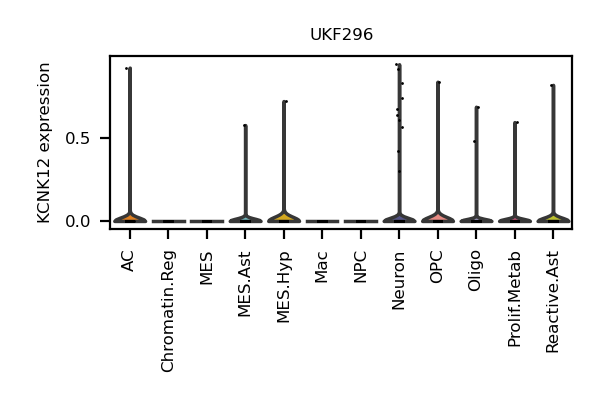 UKF296
KCNK12 expression
0.5
0.0
AC
Chromatin.Reg
MES
MES.Ast
MES.Hyp
Mac
NPC
Neuron
OPC
Oligo
Prolif.Metab
Reactive.Ast